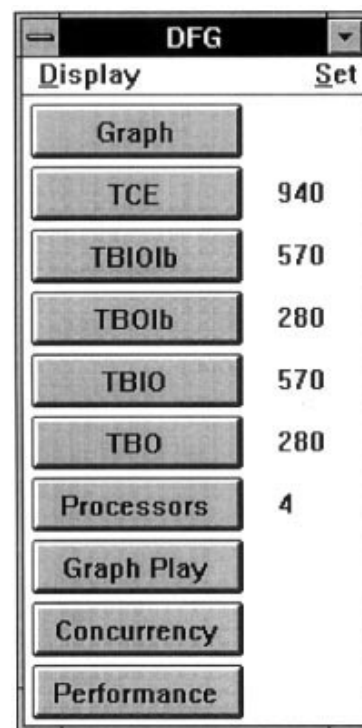 DFG
Display Set
Graph
TCE 940
TBIOlb 570
TBOlb 280
TBIO 570
TBO 280
Processors 4
Graph Play
Concurrency
Performance